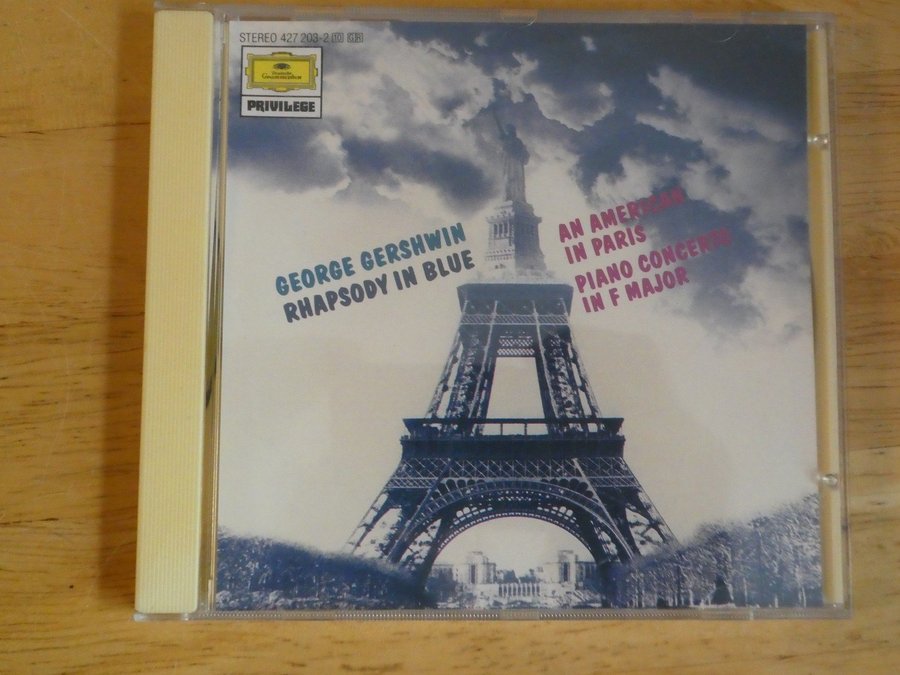 STEREO 427 203-2 GH
Deutsche
Grammophon
PRIVILEGE
GEORGE GERSHWIN
RHAPSODY IN BLUE
AN AMERICAN
IN PARIS
PIANO CONCERTO
IN F MAJOR